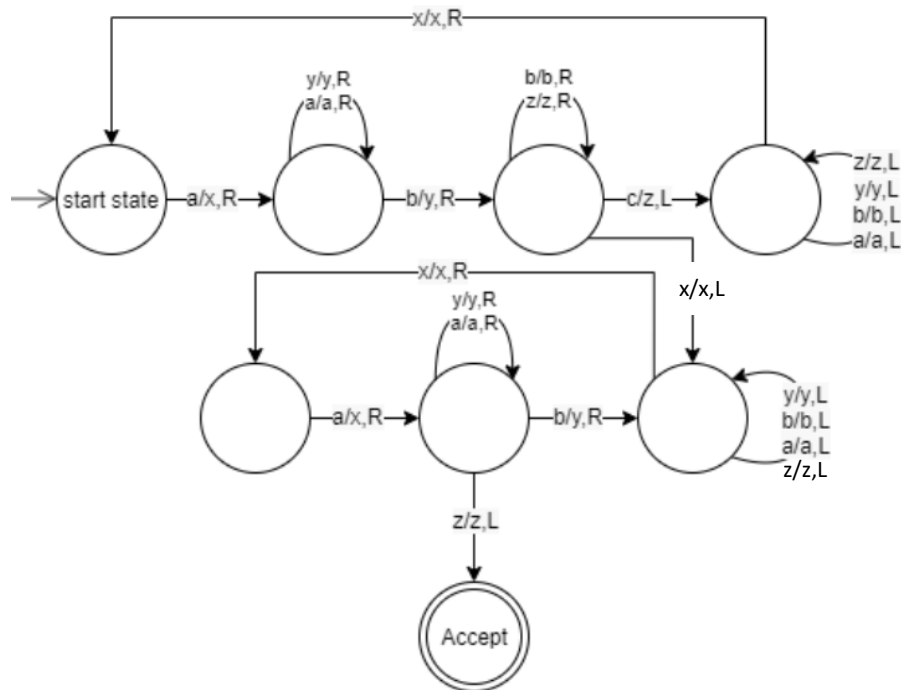 x/x,R
y/y,R
a/a,R
b/b,R
z/z,R
start state
a/x,R
b/y,R
c/z,L
z/z,L
y/y,L
b/b,L
a/a,L
x/x,R
x/x,L
y/y,R
a/a,R
a/x,R
b/y,R
y/y,L
b/b,L
a/a,L
z/z,L
z/z,L
Accept